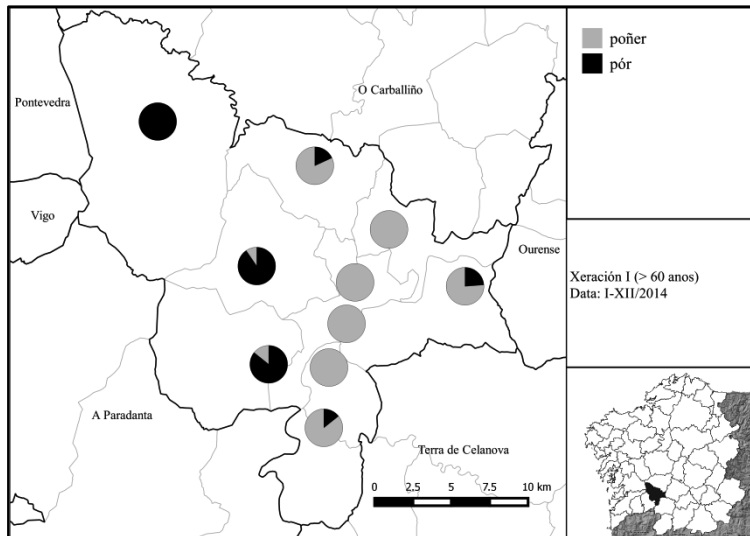 poñer
pór
O Carballiño
Pontevedra
Vigo
Ourense
Xeración I (> 60 anos)
Data: I-XII/2014
A Paradanta
Terra de Celanova
0 2,5 5 7,5 10 km